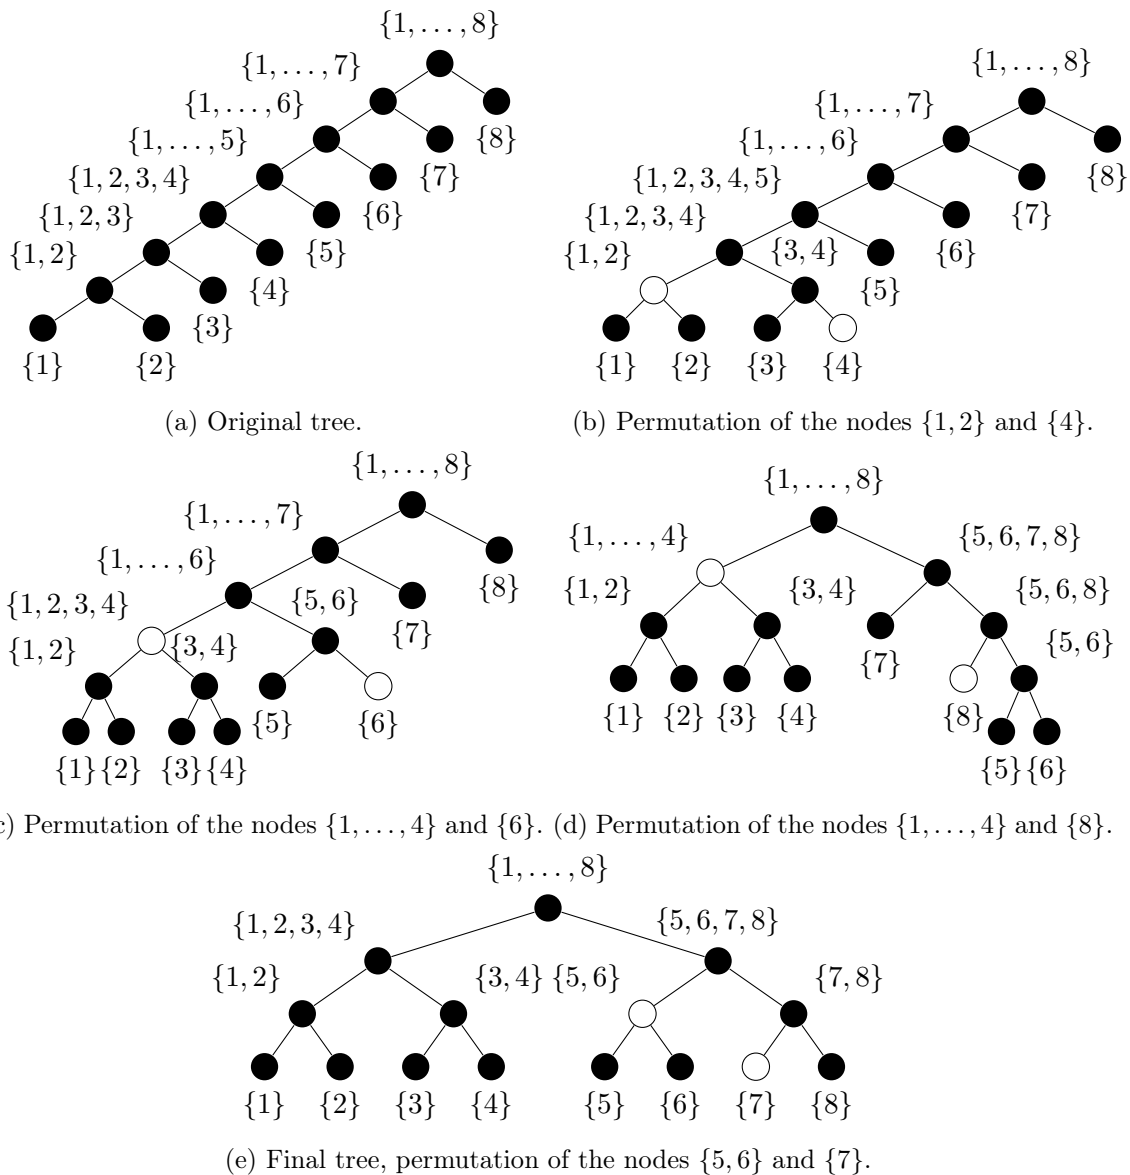 {1, . . . , 8}
{1, . . . , 7}
{1, . . . , 6}
{8}
{1, . . . , 5}
{7}
{1, 2, 3, 4}
{6}
{1, 2, 3}
{5}
{1, 2}
{4}
{3}
{1} {2}
(a) Original tree.
{1, . . . , 8}
{1, . . . , 7}
{1, . . . , 6}
{8}
{1, 2, 3, 4, 5}
{7}
{1, 2, 3, 4}
{6}
{1, 2} {3, 4}
{5}
{1} {2} {3} {4}
(b) Permutation of the nodes {1, 2} and {4}.
{1, . . . , 8}
{1, . . . , 7}
{1, . . . , 6}
{8}
{1, 2, 3, 4} {5, 6}
{7}
{1, 2} {3, 4}
{5} {6}
{1} {2} {3} {4}
) Permutation of the nodes {1, . . . , 4} and {6}.
{1, . . . , 8}
{1, . . . , 4} {5, 6, 7, 8}
{1, 2} {3, 4} {5, 6, 8}
{7} {5, 6}
{1} {2} {3} {4} {8}
{5} {6}
(d) Permutation of the nodes {1, . . . , 4} and {8}.
{1, . . . , 8}
{1, 2, 3, 4} {5, 6, 7, 8}
{1, 2} {3, 4} {5, 6} {7, 8}
{1} {2} {3} {4} {5} {6} {7} {8}
(e) Final tree, permutation of the nodes {5, 6} and {7}.